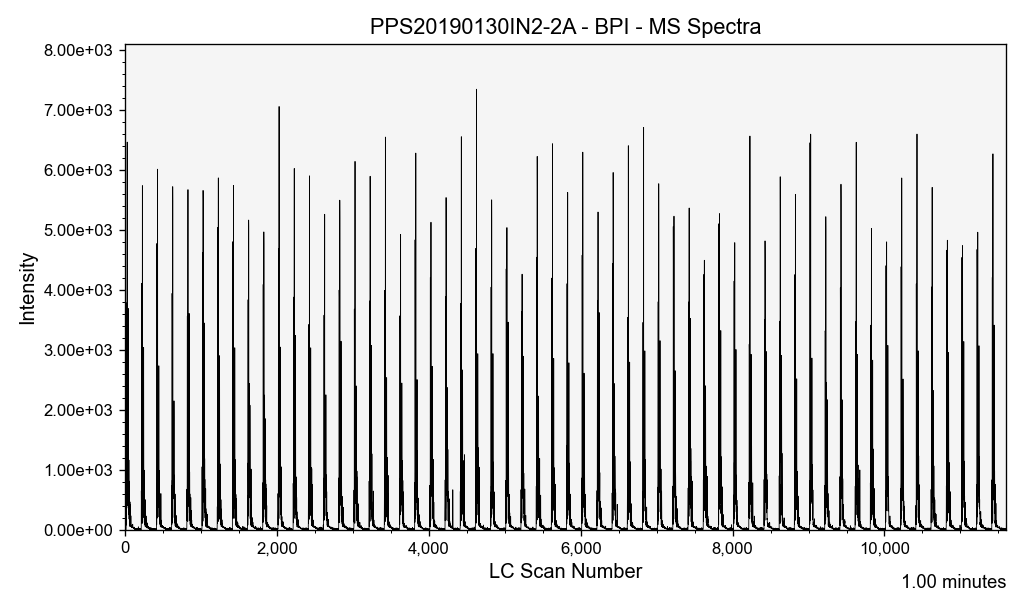 PPS20190130IN2-2A - BPI - MS Spectra
8.00e+03
7.00e+03
6.00e+03
5.00e+03
4.00e+03
3.00e+03
2.00e+03
1.00e+03
0.00e+00
Intensity
0 2,000 4,000 6,000 8,000 10,000
LC Scan Number
1.00 minutes